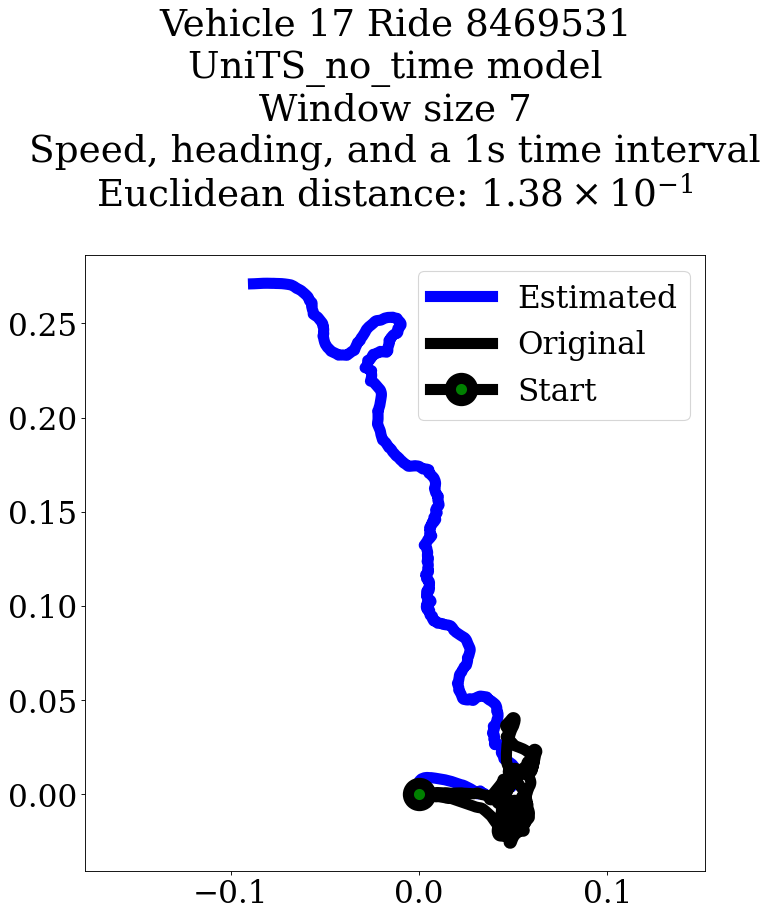 Vehicle 17 Ride 8469531
UniTS_no_time model
Window size 7
Speed, heading, and a 1s time interval
Euclidean distance: 1.38 × 10⁻¹
Estimated
Original
Start
0.25
0.20
0.15
0.10
0.05
0.00
−0.1 0.0 0.1